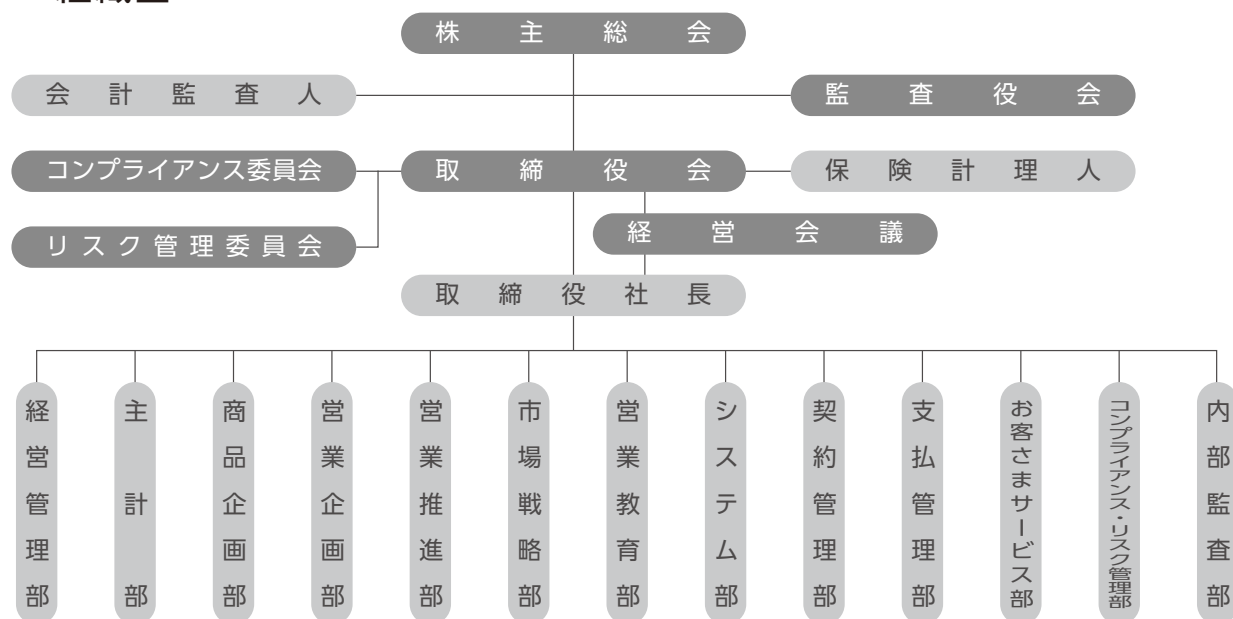 株主総会
会計監査人
監査役会
コンプライアンス委員会
取締役会
保険計理人
リスク管理委員会
経営会議
取締役社長
経営管理部
主計部
商品企画部
営業企画部
営業推進部
市場戦略部
営業教育部
システム部
契約管理部
支払管理部
お客さまサービス部
コンプライアンス・リスク管理部
内部監査部